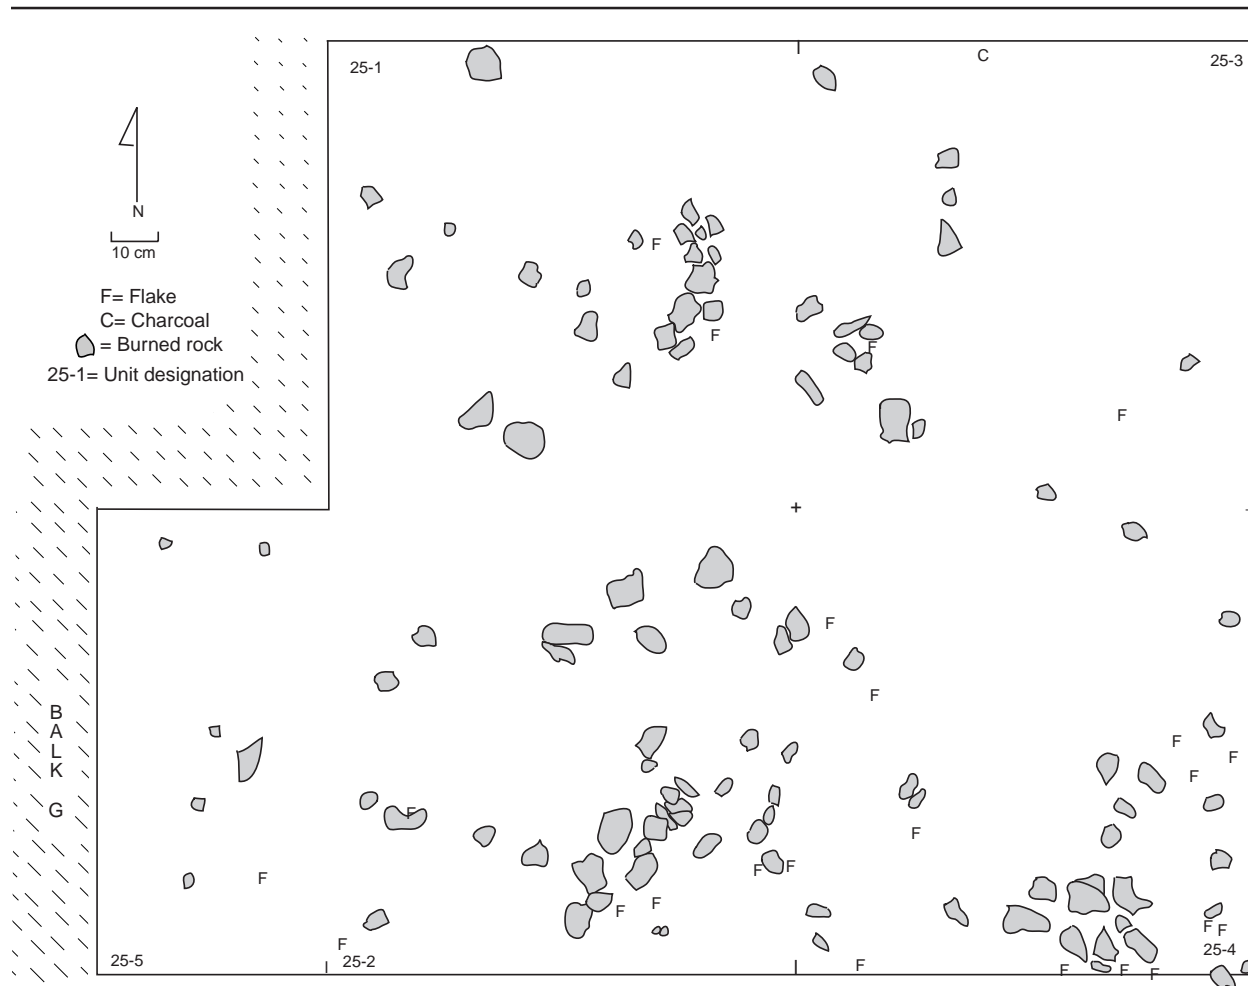 25-1
C
25-3
N
10 cm
F= Flake
C= Charcoal
= Burned rock
25-1= Unit designation
F
F
F
F
F
F
BALK G
F
F
F
F
F
F
F
F
F
F
F
F
F F
25-4
25-5
25-2
F
F
F
F
F